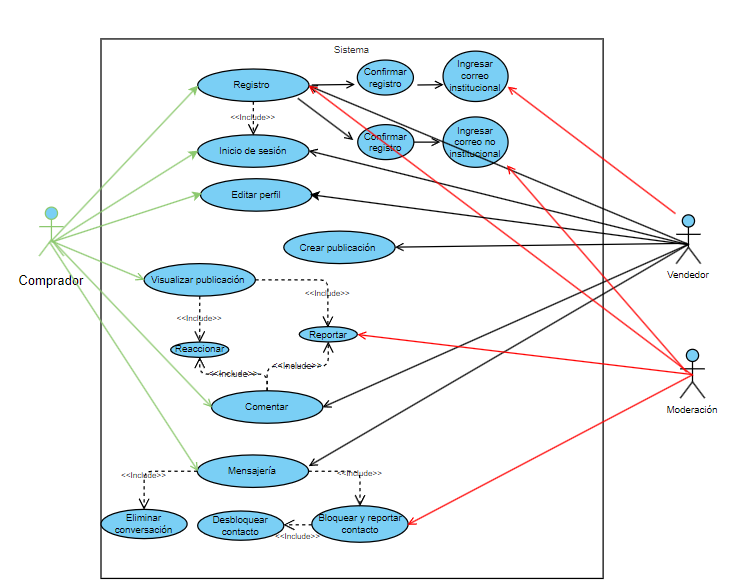 Sistema
Registro
Confirmar
registro
Ingresar
correo
institucional
<<Include>>
Inicio de sesión
Confirmar
registro
Ingresar
correo no
institucional
Editar perfil
Comprador
Crear publicación
Vendedor
Visualizar publicación
<<Include>>
<<Include>>
Reaccionar
Reportar
<<Include>>
<<Include>>
Comentar
Moderación
Mensajería
<<Include>>
<<Include>>
Eliminar
conversación
Desbloquear
contacto
<<Include>>
Bloquear y reportar
contacto